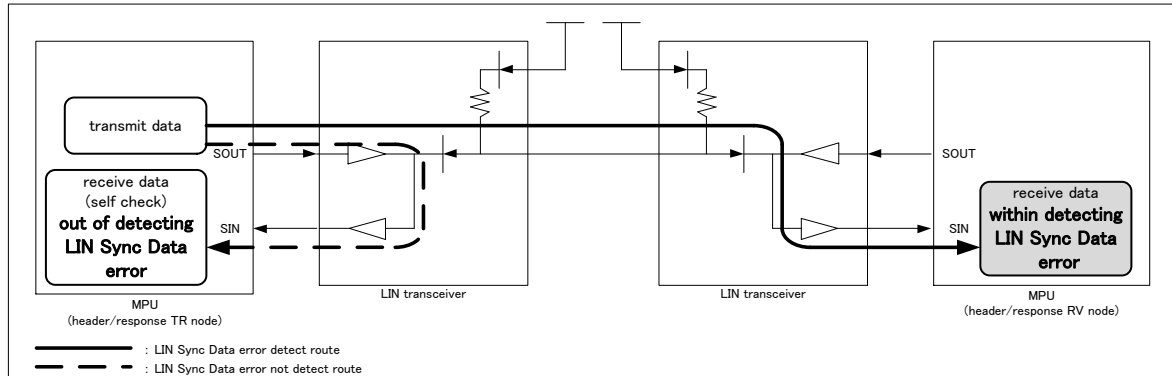 transmit data
SOUT
receive data
(self check)
out of detecting
LIN Sync Data
error
SIN
MPU
(header/response TR node)
LIN transceiver
LIN transceiver
SOUT
receive data
within detecting
LIN Sync Data
error
SIN
MPU
(header/response RV node)
: LIN Sync Data error detect route
: LIN Sync Data error not detect route